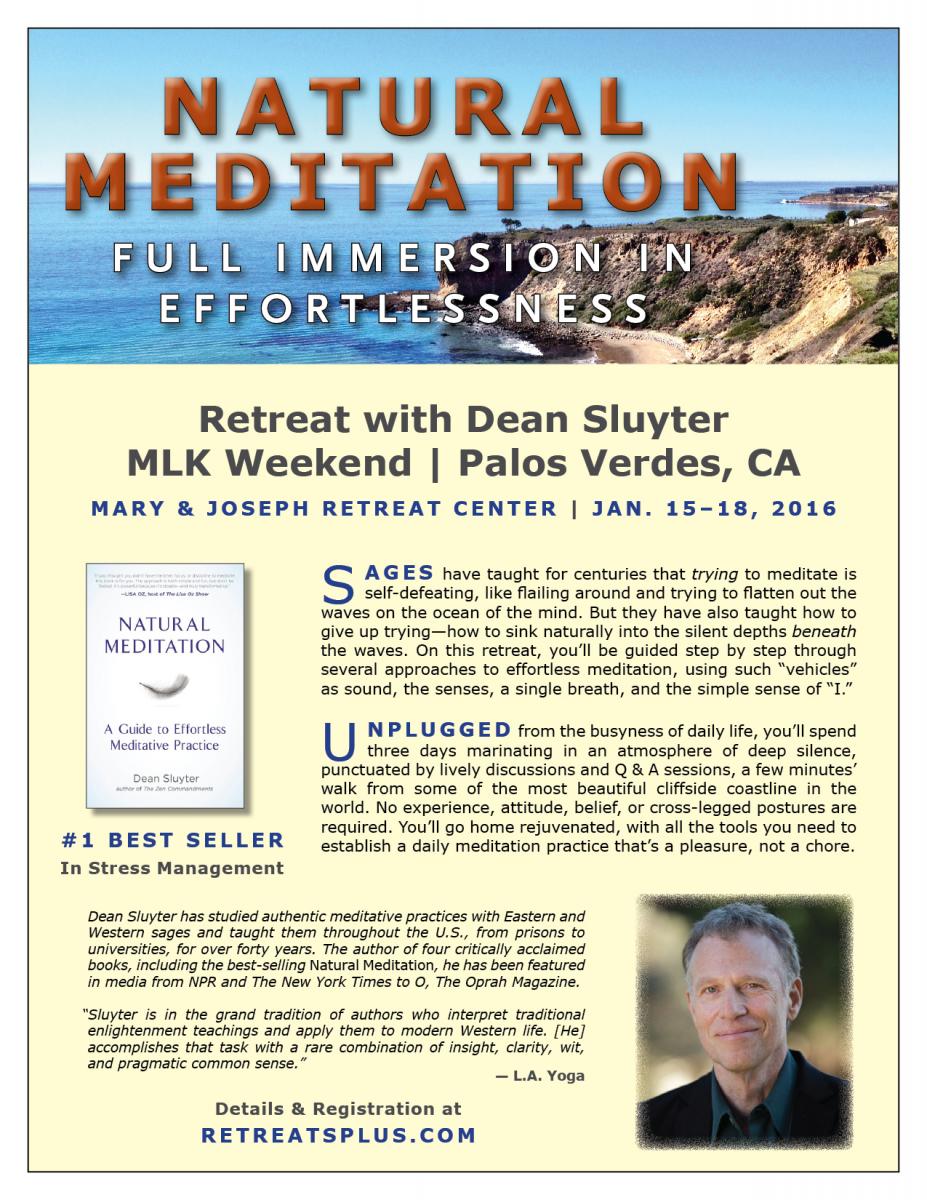 NATURAL
MEDITATION
FULL IMMERSION IN
EFFORTLESSNESS
Retreat with Dean Sluyter
MLK Weekend | Palos Verdes, CA
MARY & JOSEPH RETREAT CENTER | JAN. 15–18, 2016
—LISA OZ, host of The Lisa Oz Show
NATURAL
MEDITATION
A Guide to Effortless
Meditative Practice
Dean Sluyter
author of The Zen Commandments
#1 BEST SELLER
In Stress Management
SAGES have taught for centuries that trying to meditate is
self-defeating, like flailing around and trying to flatten out the
waves on the ocean of the mind. But they have also taught how to
give up trying—how to sink naturally into the silent depths beneath
the waves. On this retreat, you’ll be guided step by step through
several approaches to effortless meditation, using such “vehicles”
as sound, the senses, a single breath, and the simple sense of “I.”
UNPLUGGED from the busyness of daily life, you’ll spend
three days marinating in an atmosphere of deep silence,
punctuated by lively discussions and Q & A sessions, a few minutes’
walk from some of the most beautiful cliffside coastline in the
world. No experience, attitude, belief, or cross-legged postures are
required. You’ll go home rejuvenated, with all the tools you need to
establish a daily meditation practice that’s a pleasure, not a chore.
Dean Sluyter has studied authentic meditative practices with Eastern and
Western sages and taught them throughout the U.S., from prisons to
universities, for over forty years. The author of four critically acclaimed
books, including the best-selling Natural Meditation, he has been featured
in media from NPR and The New York Times to O, The Oprah Magazine.
“Sluyter is in the grand tradition of authors who interpret traditional
enlightenment teachings and apply them to modern Western life. [He]
accomplishes that task with a rare combination of insight, clarity, wit,
and pragmatic common sense.”
— L.A. Yoga
Details & Registration at
RETREATSPLUS.COM